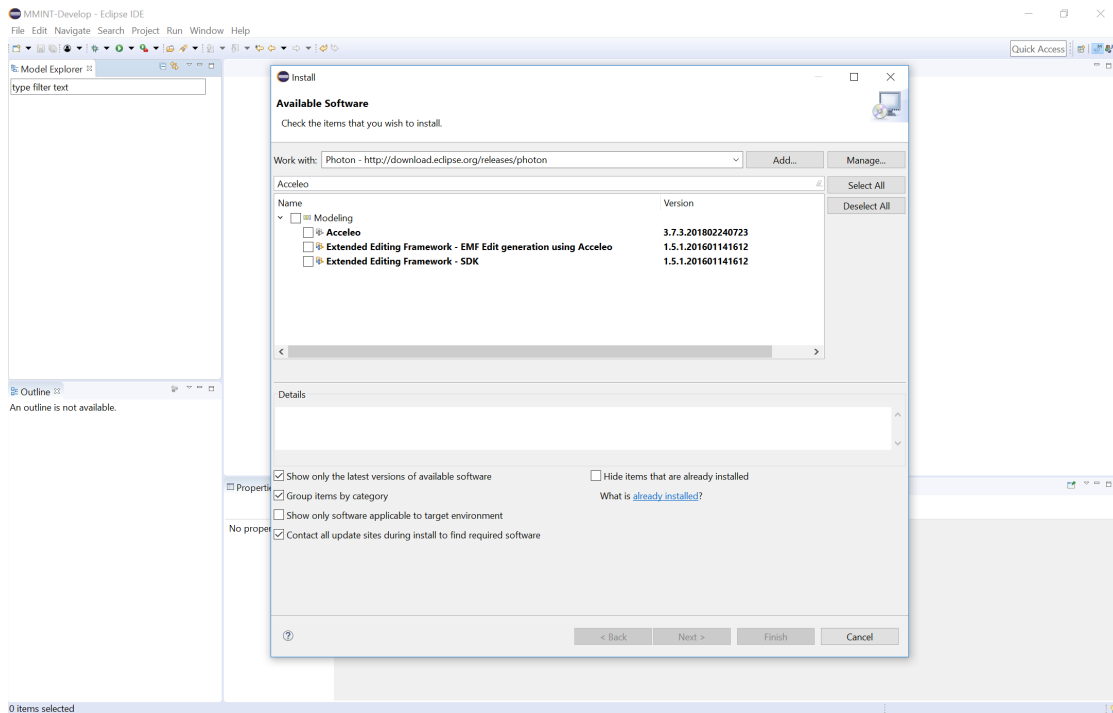 MMINT-Develop - Eclipse IDE
File Edit Navigate Search Project Run Window Help
Quick Access
Model Explorer
type filter text
Install
Available Software
Check the items that you wish to install.
Work with: Photon - http://download.eclipse.org/releases/photon Add... Manage...
Acceleo Select All
Name Version Deselect All
Modeling
Acceleo 3.7.3.201802240723
Extended Editing Framework - EMF Edit generation using Acceleo 1.5.1.201601141612
Extended Editing Framework - SDK 1.5.1.201601141612
Outline
An outline is not available.
Details
Show only the latest versions of available software Hide items that are already installed
Group items by category What is already installed?
Show only software applicable to target environment
Contact all update sites during install to find required software
Properti
No proper
< Back Next > Finish Cancel
0 items selected